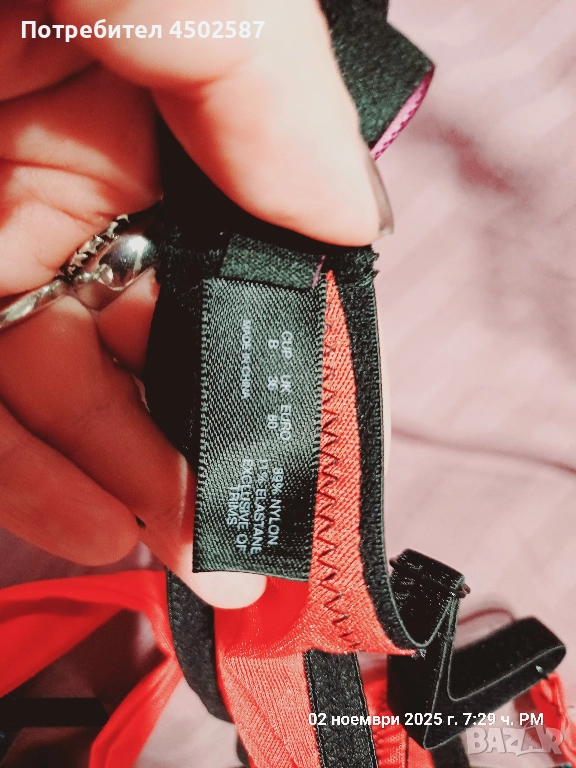 Потребител 4502587
CUP UK EURO
B 36 80
MADE IN CHINA
89% NYLON
11% ELASTANE
EXCLUSIVE OF
TRIMS
02 ноември 2025 г. 7:29 ч. PM
BAZAR